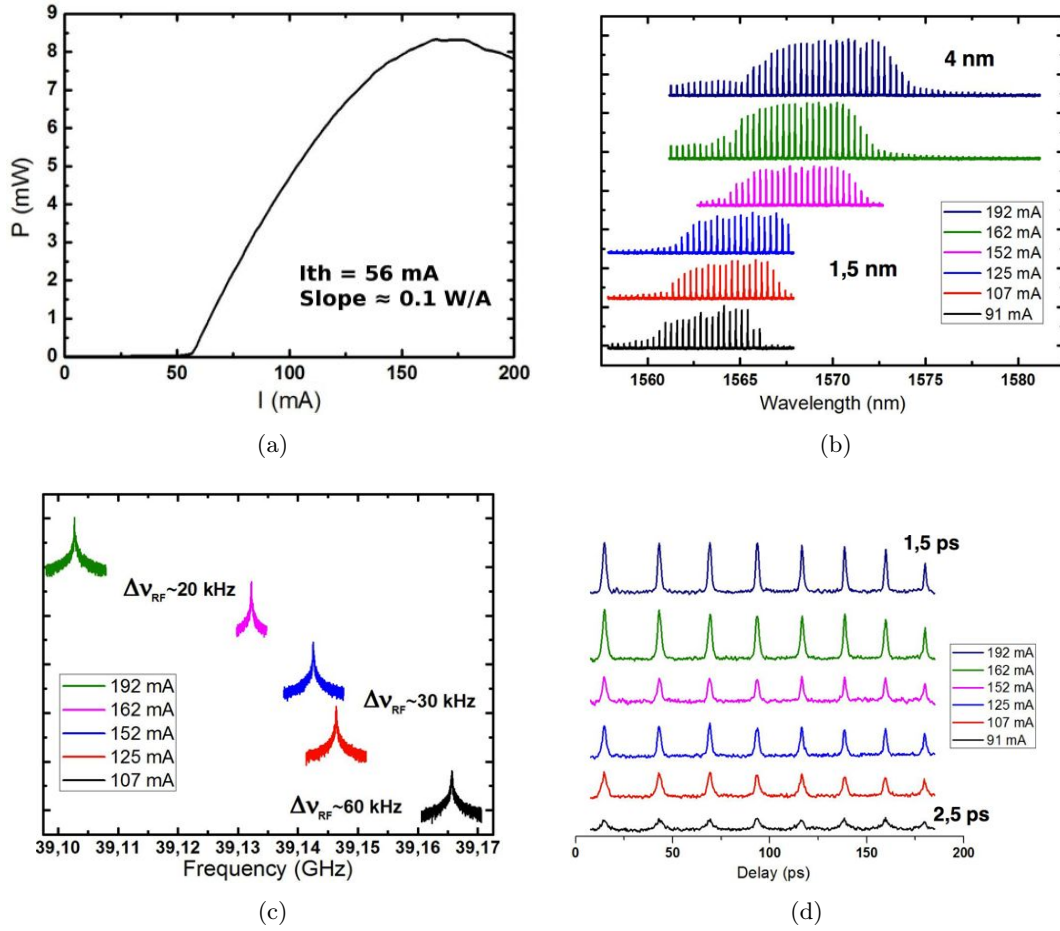 9
8
7
6
5
4
3
2
1
0
P (mW)
Ith = 56 mA
Slope ≈ 0.1 W/A
0 50 100 150 200
I (mA)
(a)
4 nm
1,5 nm
192 mA
162 mA
152 mA
125 mA
107 mA
91 mA
1560 1565 1570 1575 1580
Wavelength (nm)
(b)
Δν_RF~20 kHz
Δν_RF~30 kHz
Δν_RF~60 kHz
192 mA
162 mA
152 mA
125 mA
107 mA
39,10 39,11 39,12 39,13 39,14 39,15 39,16 39,17
Frequency (GHz)
(c)
1,5 ps
192 mA
162 mA
152 mA
125 mA
107 mA
91 mA
2,5 ps
0 50 100 150 200
Delay (ps)
(d)